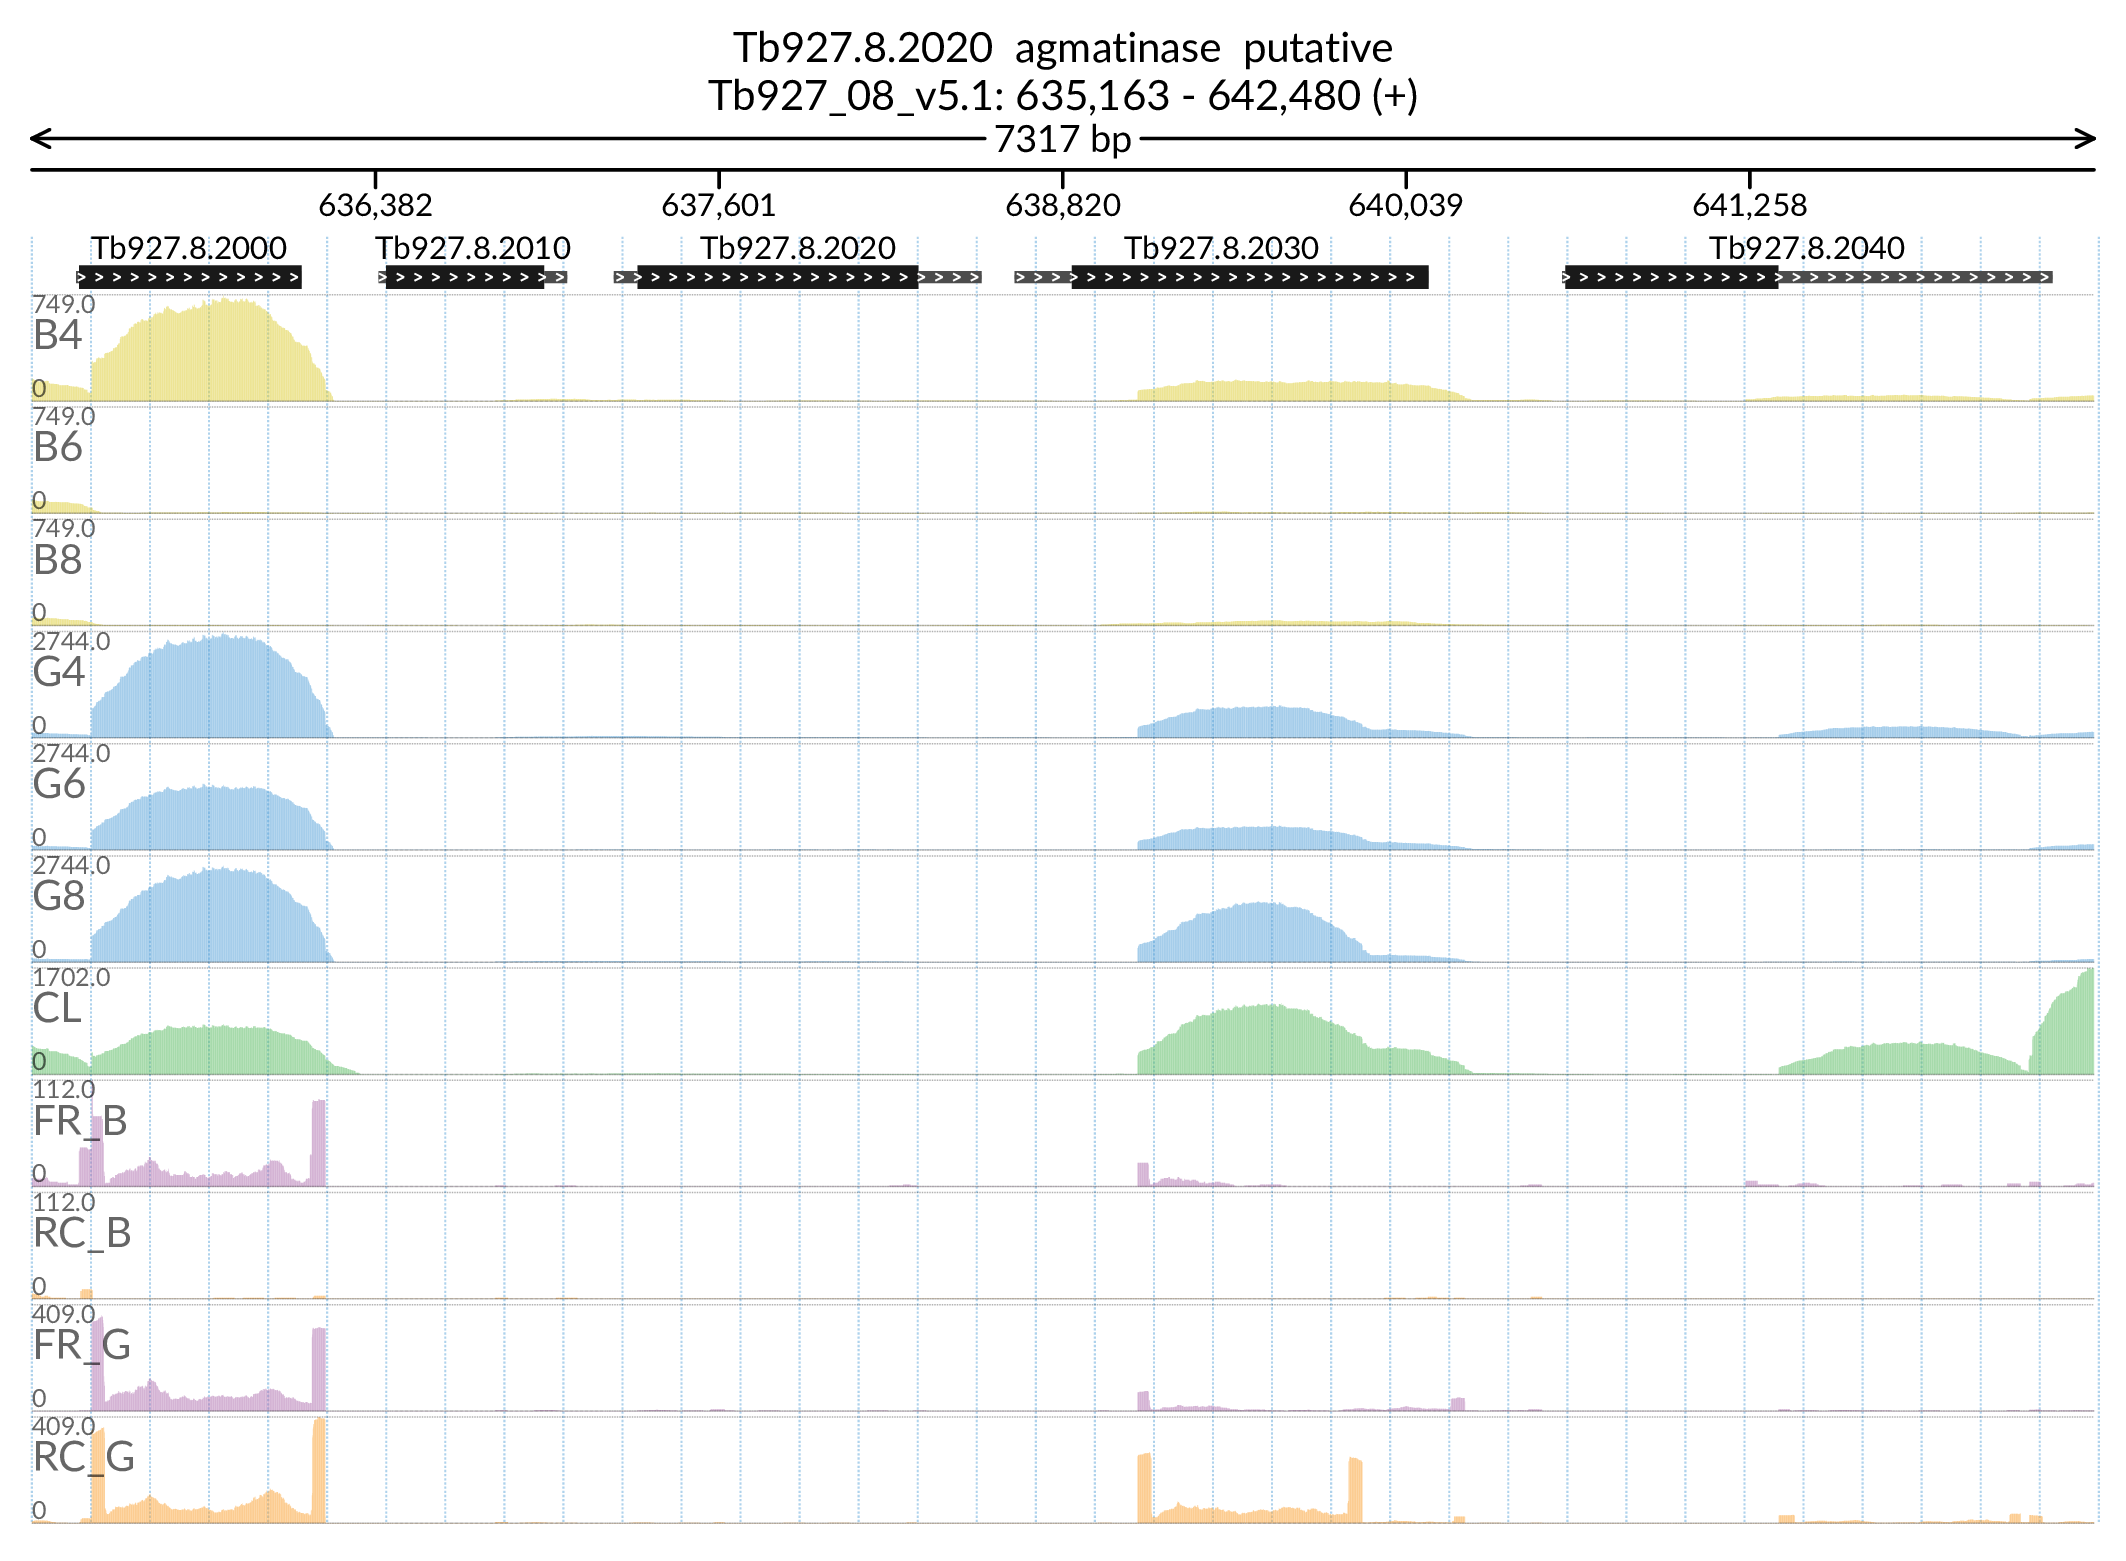 Tb927.8.2020 agmatinase putative
Tb927_08_v5.1: 635,163 - 642,480 (+)
7317 bp
636,382 637,601 638,820 640,039 641,258
Tb927.8.2000 Tb927.8.2010 Tb927.8.2020 Tb927.8.2030 Tb927.8.2040
749.0
B4
0
749.0
B6
0
749.0
B8
0
2744.0
G4
0
2744.0
G6
0
2744.0
G8
0
1702.0
CL
0
112.0
FR_B
0
112.0
RC_B
0
409.0
FR_G
0
409.0
RC_G
0